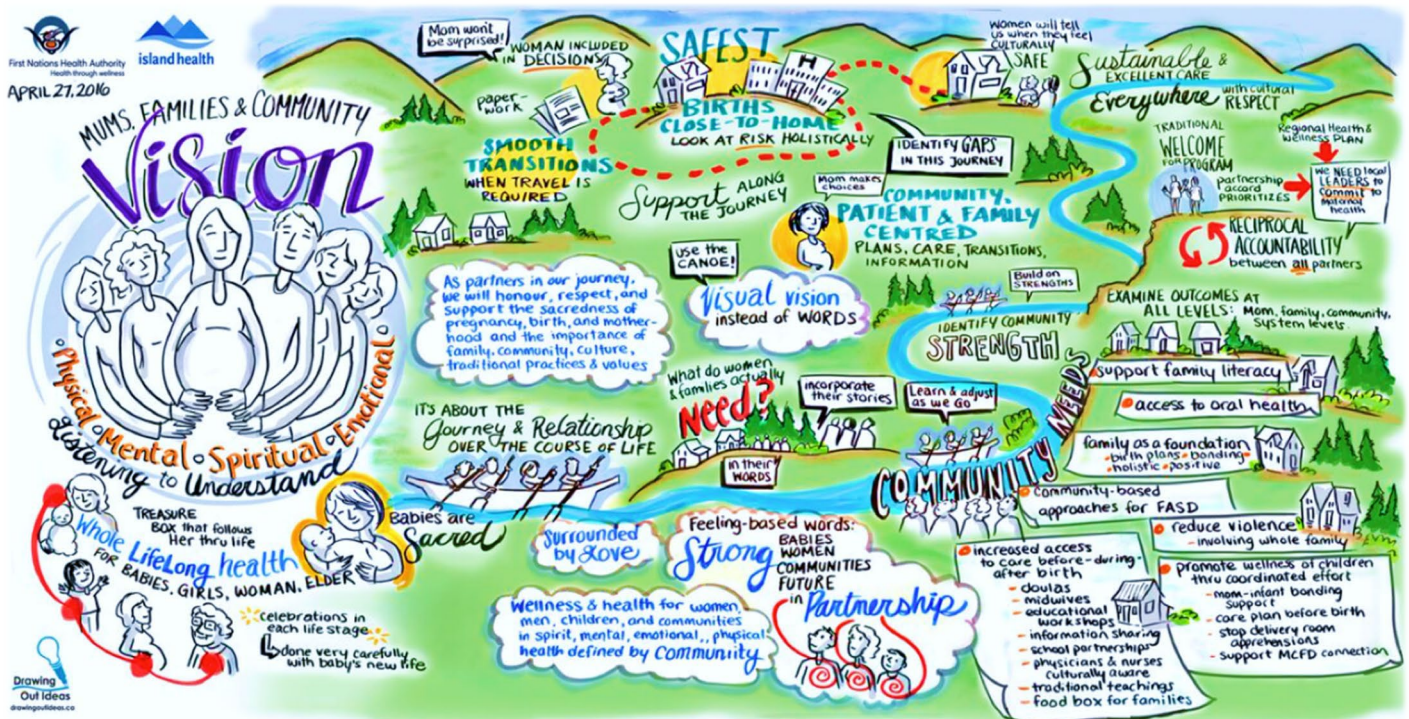 First Nations Health Authority
Health through wellness
island health
APRIL 27, 2016
MUMS, FAMILIES & COMMUNITY
Vision
Physical • Mental • Spiritual • Emotional
Listening to Understand
TREASURE
BOX that follows
Her thru life
Whole LifeLong health
FOR BABIES, GIRLS, WOMAN, ELDER
celebrations in
each life stage
done very carefully
with baby's new life
Drawing
Out Ideas
drawingoutideas.ca
Mom won't
be surprised!
WOMAN INCLUDED
IN DECISIONS
paper-
work
SMOOTH
TRANSITIONS
WHEN TRAVEL IS
REQUIRED
SAFEST
H
BIRTHS
CLOSE-TO-HOME
LOOK AT RISK HOLISTICALLY
Women will tell
us when they feel
CULTURALLY
SAFE
IDENTIFY GAPS
IN THIS JOURNEY
Support ALONG
THE JOURNEY
Mom makes
choices
COMMUNITY,
PATIENT & FAMILY
CENTRED
PLANS, CARE, TRANSITIONS,
INFORMATION
use the
CANOE!
Visual vision
instead of WORDS
As partners in our journey,
we will honour, respect, and
support the sacredness of
pregnancy, birth, and mother-
hood and the importance of
family, community, culture,
traditional practices & values
IT'S ABOUT THE
Journey & Relationship
OVER THE COURSE OF LIFE
Babies are
Sacred
What do women
& families actually
Need?
incorporate
their stories
in their
WORDS
Build on
STRENGTHS
IDENTIFY COMMUNITY
STRENGTH
Learn & adjust
as we GO
Surrounded
by Love
Feeling-based words:
Strong
BABIES
WOMEN
COMMUNITIES
FUTURE
in Partnership
Wellness & health for women,
men, children, and communities
in spirit, mental, emotional,, physical
health defined by Community
Sustainable &
EXCELLENT CARE
Everywhere with cultural
RESPECT
TRADITIONAL
WELCOME
FOR PROGRAM
Regional Health &
Wellness PLAN
partnership
accord
PRIORITIZES
we NEED local
LEADERS to
Commit to
Maternal
health
RECIPROCAL
ACCOUNTABILITY
between all partners
EXAMINE OUTCOMES AT
ALL LEVELS: Mom, family, community,
System levels.
COMMUNITY NEEDS
support family literacy
access to oral health
family as a foundation
• birth plans • bonding
• holistic • positive
community-based
approaches for FASD
reduce violence
- involving whole family
increased access
to care before-during-
after birth
- doulas
- midwives
- educational
workshops
- information sharing
- school partnerships
- physicians & nurses
culturally aware
- traditional teachings
- food box for families
promote wellness of children
thru coordinated effort
- mom-infant bonding
support
- care plan before birth
- stop delivery room
apprehensions
- support MCFD connection